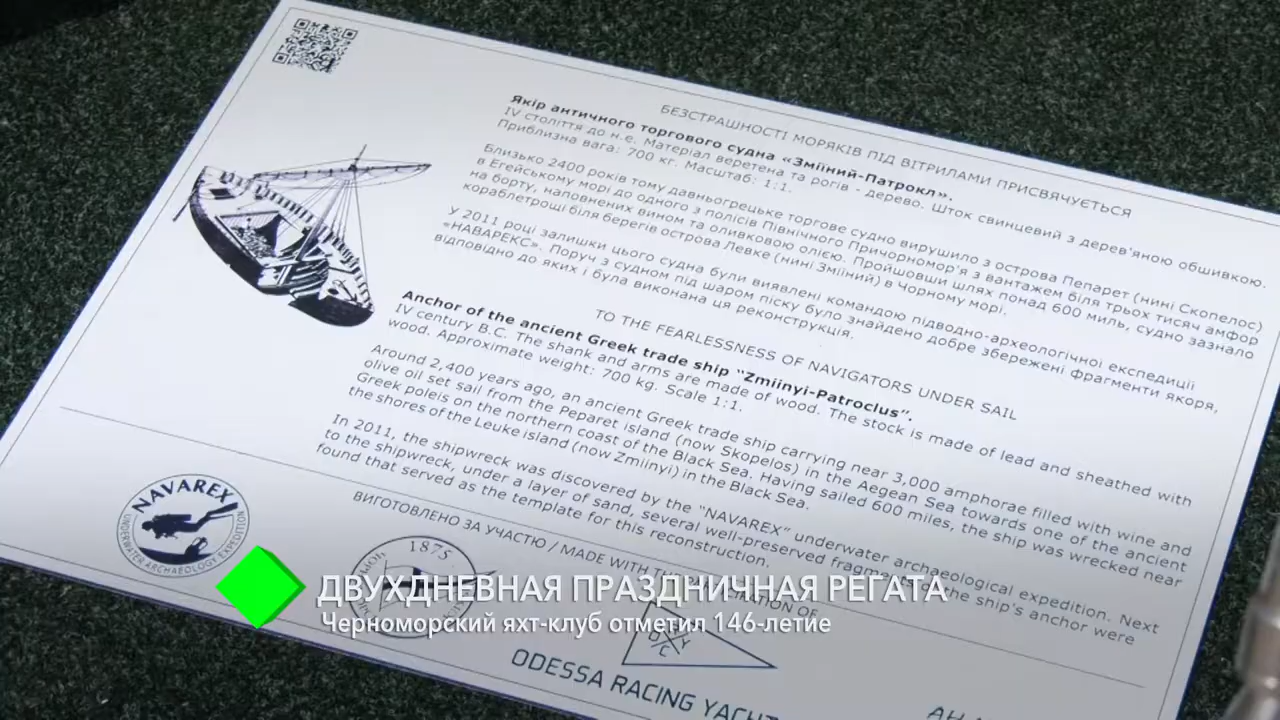 БЕЗСТРАШНОСТІ МОРЯКІВ ПІД ВІТРИЛАМИ ПРИСВЯЧУЄТЬСЯ
Якір античного торгового судна «Зміїний-Патрокл».
IV століття до н.е. Матеріал веретена та рогів - дерево. Шток свинцевий з дерев'яною обшивкою.
Приблизна вага: 700 кг. Масштаб: 1:1.
Близько 2400 років тому давньогрецьке торгове судно вирушило з острова Пепарет (нині Скопелос)
в Егейському морі до одного з полісів Північного Причорномор'я з вантажем біля трьох тисяч амфор
на борту, наповнених вином та оливковою олією. Пройшовши шлях понад 600 миль, судно зазнало
кораблетрощі біля берегів острова Левке (нині Зміїний) в Чорному морі.
У 2011 році залишки цього судна були виявлені командою підводно-археологічної експедиції
«НАВАРЕКС». Поруч з судном під шаром піску було знайдено добре збережені фрагменти якоря,
відповідно до яких і була виконана ця реконструкція.
TO THE FEARLESSNESS OF NAVIGATORS UNDER SAIL
Anchor of the ancient Greek trade ship "Zmiinyi-Patroclus".
IV century B.C. The shank and arms are made of wood. The stock is made of lead and sheathed with
wood. Approximate weight: 700 kg. Scale 1:1.
Around 2,400 years ago, an ancient Greek trade ship carrying near 3,000 amphorae filled with wine and
olive oil set sail from the Peparet island (now Skopelos) in the Aegean Sea towards one of the ancient
Greek poleis on the northern coast of the Black Sea. Having sailed 600 miles, the ship was wrecked near
the shores of the Leuke island (now Zmiinyi) in the Black Sea.
In 2011, the shipwreck was discovered by the "NAVAREX" underwater archaeological expedition. Next
to the shipwreck, under a layer of sand, several well-preserved fragments the ship's anchor were
found that served as the template for this reconstruction.
ВИГОТОВЛЕНО ЗА УЧАСТЮ / MADE WITH THE OF
NAVAREX
UNDERWATER ARCHAEOLOGY EXPEDITION
1875
ДВУХДНЕВНАЯ ПРАЗДНИЧНАЯ РЕГАТА
Черноморский яхт-клуб отметил 146-летие
ODESSA RACING YACHT